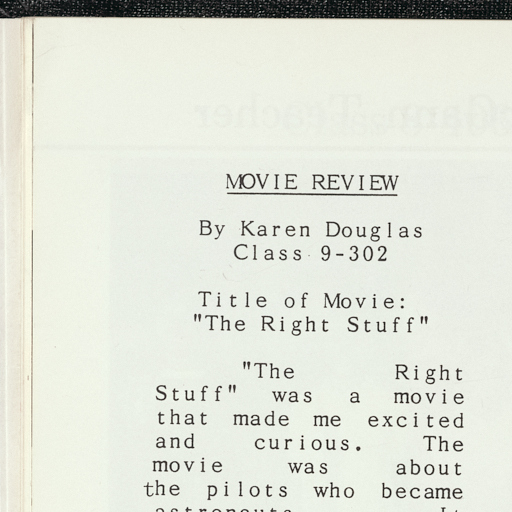 MOVIE REVIEW
By Karen Douglas
Class 9-302
Title of Movie:
"The Right Stuff"
"The Right
Stuff" was a movie
that made me excited
and curious. The
movie was about
the pilots who became